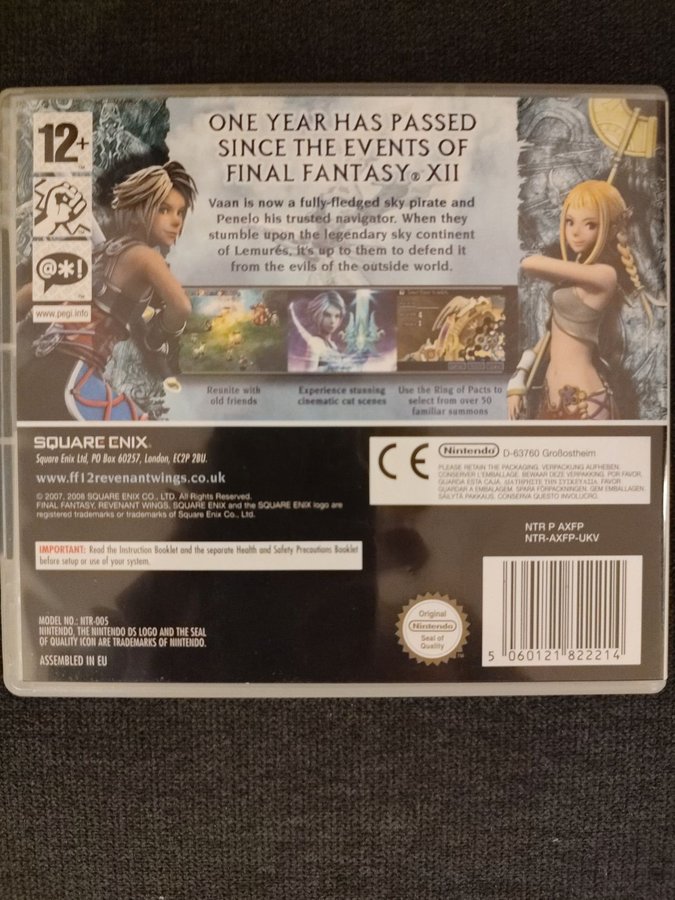 12+
ONE YEAR HAS PASSED
SINCE THE EVENTS OF
FINAL FANTASY® XII
Vaan is now a fully-fledged sky pirate and
Penelo his trusted navigator. When they
stumble upon the legendary sky continent
of Lemurés, it's up to them to defend it
from the evils of the outside world.
@*!
www.pegi.info
Reunite with
old friends
Experience stunning
cinematic cut scenes
Use the Ring of Pacts to
select from over 50
familiar summons
SQUARE ENIX.
Square Enix Ltd, PO Box 60257, London, EC2P 2BU.
www.ff12revenantwings.co.uk
© 2007, 2008 SQUARE ENIX CO., LTD. All Rights Reserved.
FINAL FANTASY, REVENANT WINGS, SQUARE ENIX and the SQUARE ENIX logo are
registered trademarks or trademarks of Square Enix Co., Ltd.
CE
Nintendo D-63760 Großostheim
PLEASE RETAIN THE PACKAGING. VERPACKUNG AUFHEBEN.
CONSERVER L'EMBALLAGE. BEWAAR DEZE VERPAKKING. POR FAVOR,
GUARDA ESTA CAJA. ΔΙΑΤΗΡΗΣΤΕ ΤΗΝ ΣΥΣΚΕΥΑΣΙΑ. FAVOR
GUARDAR A EMBALAGEM. SPARA FÖRPACKNINGEN. GEM EMBALLAGEN.
SÄILYTÄ PAKKAUS. CONSERVA QUESTO INVOLUCRO.
NTR P AXFP
NTR-AXFP-UKV
IMPORTANT: Read the Instruction Booklet and the separate Health and Safety Precautions Booklet
before setup or use of your system.
MODEL NO.: NTR-005
NINTENDO, THE NINTENDO DS LOGO AND THE SEAL
OF QUALITY ICON ARE TRADEMARKS OF NINTENDO.
ASSEMBLED IN EU
Original
Nintendo
Seal of
Quality
TM
5 060121 822214